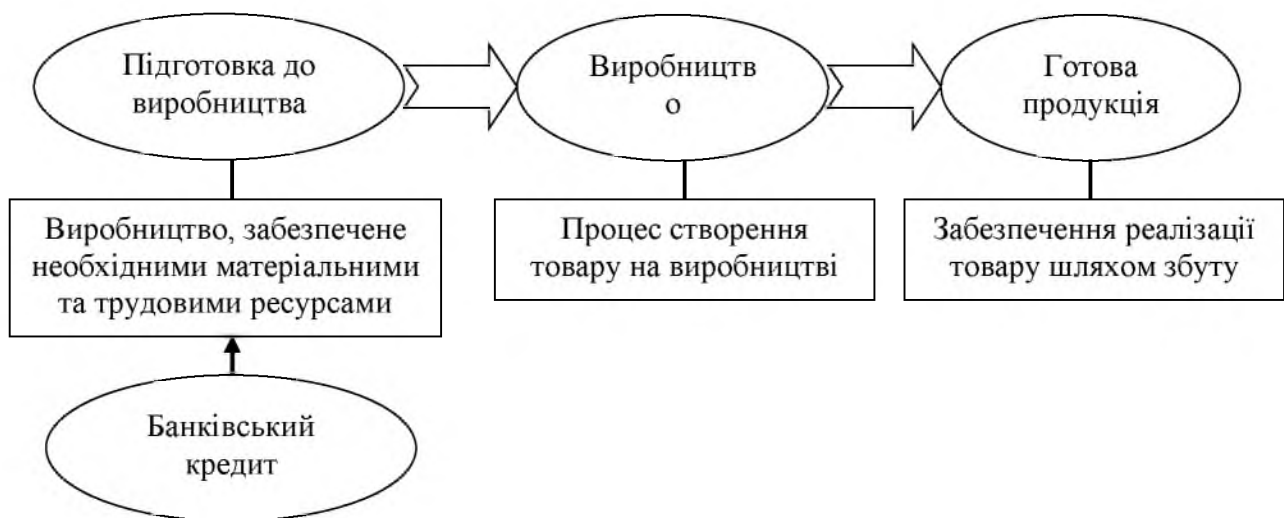 Підготовка до
виробництва
Виробництв
о
Готова
продукція
Виробництво, забезпечене
необхідними матеріальними
та трудовими ресурсами
Процес створення
товару на виробництві
Забезпечення реалізації
товару шляхом збуту
Банківський
кредит